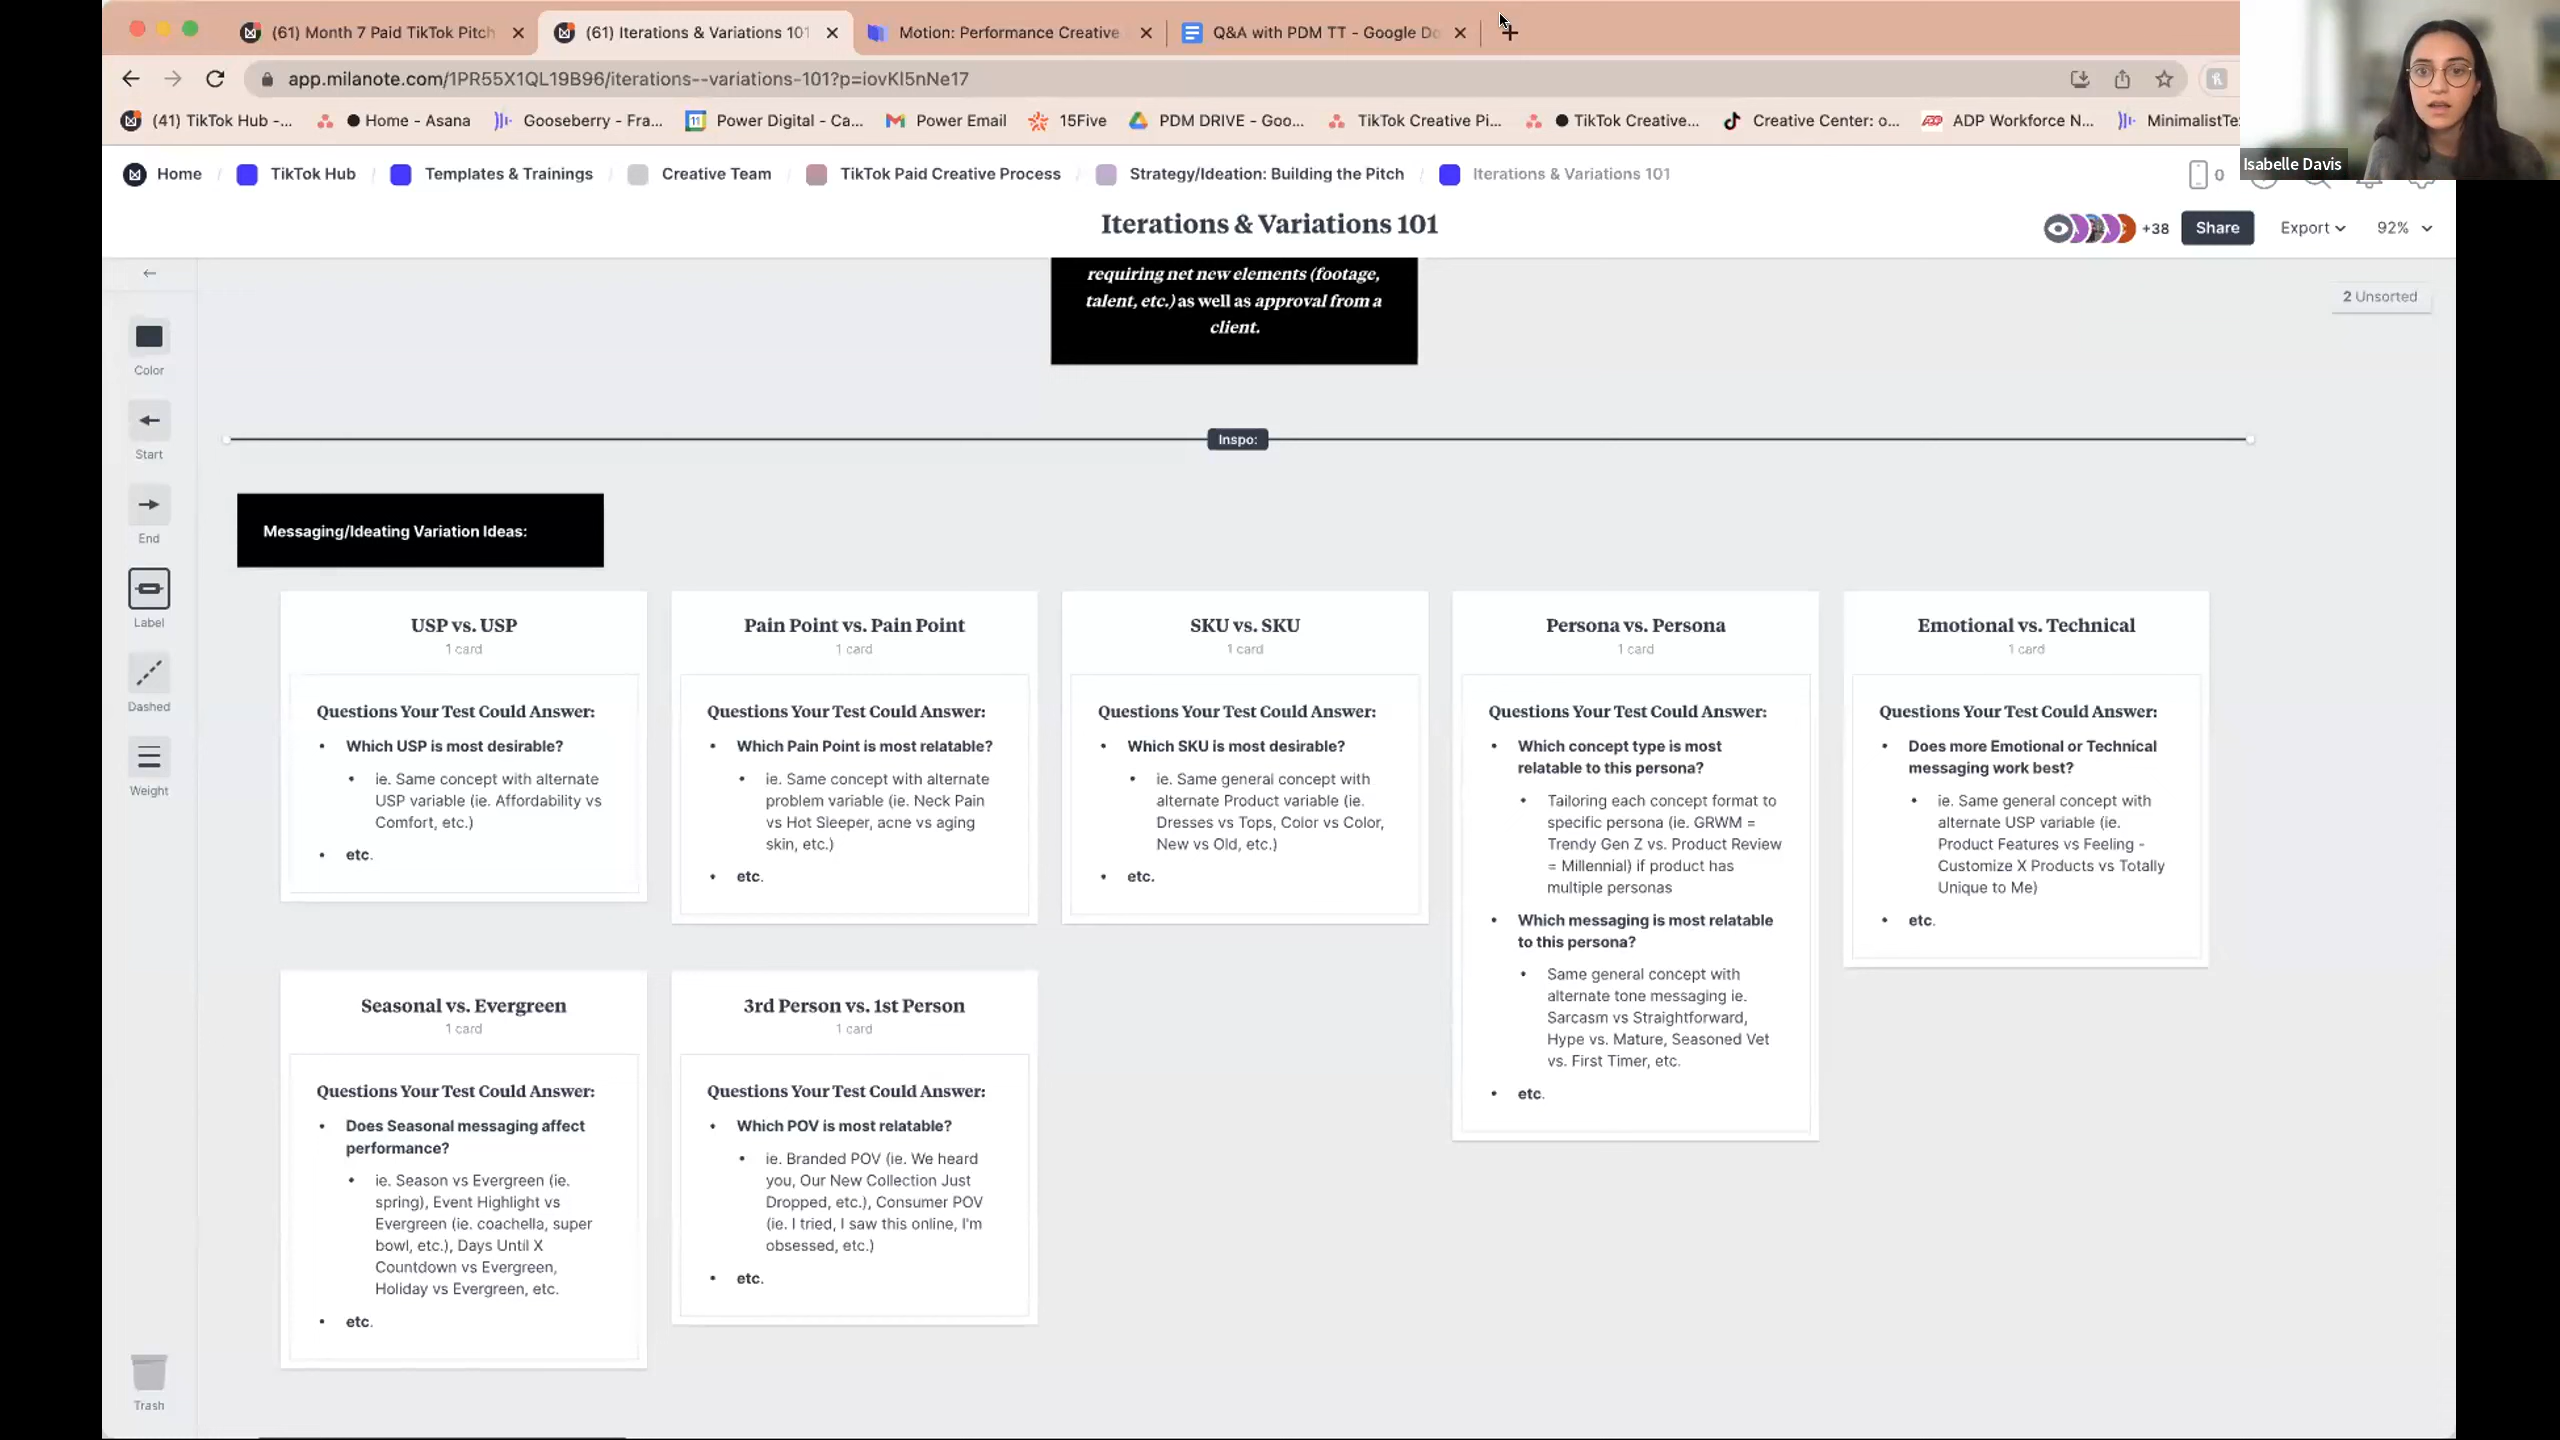 (61) Month 7 Paid TikTok Pitch
(61) Iterations & Variations 101
Motion: Performance Creative
Q&A with PDM TT - Google Do
app.milanote.com/1PR55X1QL19B96/iterations--variations-101?p=iovKl5nNe17
(41) TikTok Hub -...
Home - Asana
Gooseberry - Fra...
11
Power Digital - Ca...
Power Email
15Five
PDM DRIVE - Goo...
TikTok Creative Pi...
TikTok Creative...
Creative Center: o...
ADP Workforce N...
MinimalistTe
Isabelle Davis
Home / TikTok Hub / Templates & Trainings / Creative Team / TikTok Paid Creative Process / Strategy/Ideation: Building the Pitch / Iterations & Variations 101
0
Iterations & Variations 101
+38
Share
Export
92%
2 Unsorted
Color
Start
End
Label
Dashed
Weight
Trash
requiring net new elements (footage,
talent, etc.) as well as approval from a
client.
Inspo:
Messaging/Ideating Variation Ideas:
USP vs. USP
1 card
Questions Your Test Could Answer:
• Which USP is most desirable?
• ie. Same concept with alternate
USP variable (ie. Affordability vs
Comfort, etc.)
• etc.
Pain Point vs. Pain Point
1 card
Questions Your Test Could Answer:
• Which Pain Point is most relatable?
• ie. Same concept with alternate
problem variable (ie. Neck Pain
vs Hot Sleeper, acne vs aging
skin, etc.)
• etc.
SKU vs. SKU
1 card
Questions Your Test Could Answer:
• Which SKU is most desirable?
• ie. Same general concept with
alternate Product variable (ie.
Dresses vs Tops, Color vs Color,
New vs Old, etc.)
• etc.
Persona vs. Persona
1 card
Questions Your Test Could Answer:
• Which concept type is most
relatable to this persona?
• Tailoring each concept format to
specific persona (ie. GRWM =
Trendy Gen Z vs. Product Review
= Millennial) if product has
multiple personas
• Which messaging is most relatable
to this persona?
• Same general concept with
alternate tone messaging ie.
Sarcasm vs Straightforward,
Hype vs. Mature, Seasoned Vet
vs. First Timer, etc.
• etc.
Emotional vs. Technical
1 card
Questions Your Test Could Answer:
• Does more Emotional or Technical
messaging work best?
• ie. Same general concept with
alternate USP variable (ie.
Product Features vs Feeling -
Customize X Products vs Totally
Unique to Me)
• etc.
Seasonal vs. Evergreen
1 card
Questions Your Test Could Answer:
• Does Seasonal messaging affect
performance?
• ie. Season vs Evergreen (ie.
spring), Event Highlight vs
Evergreen (ie. coachella, super
bowl, etc.), Days Until X
Countdown vs Evergreen,
Holiday vs Evergreen, etc.
• etc.
3rd Person vs. 1st Person
1 card
Questions Your Test Could Answer:
• Which POV is most relatable?
• ie. Branded POV (ie. We heard
you, Our New Collection Just
Dropped, etc.), Consumer POV
(ie. I tried, I saw this online, I'm
obsessed, etc.)
• etc.